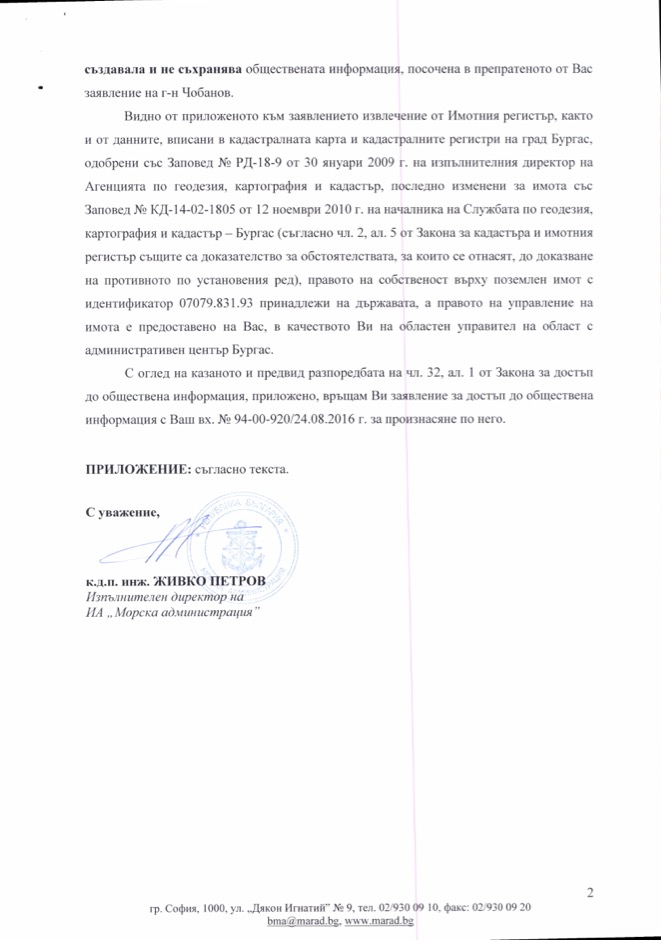 създавала и не съхранява обществената информация, посочена в препратеното от Вас
заявление на г-н Чобанов.
Видно от приложеното към заявлението извлечение от Имотния регистър, както
и от данните, вписани в кадастралната карта и кадастралните регистри на град Бургас,
одобрени със Заповед № РД-18-9 от 30 януари 2009 г. на изпълнителния директор на
Агенцията по геодезия, картография и кадастър, последно изменени за имота със
Заповед № КД-14-02-1805 от 12 ноември 2010 г. на началника на Службата по геодезия,
картография и кадастър – Бургас (съгласно чл. 2, ал. 5 от Закона за кадастъра и имотния
регистър същите са доказателство за обстоятелствата, за които се отнасят, до доказване
на противното по установения ред), правото на собственост върху поземлен имот с
идентификатор 07079.831.93 принадлежи на държавата, а правото на управление на
имота е предоставено на Вас, в качеството Ви на областен управител на област с
административен център Бургас.
С оглед на казаното и предвид разпоредбата на чл. 32, ал. 1 от Закона за достъп
до обществена информация, приложено, връщам Ви заявление за достъп до обществена
информация с Ваш вх. № 94-00-920/24.08.2016 г. за произнасяне по него.
ПРИЛОЖЕНИЕ: съгласно текста.
С уважение,
РЕПУБЛИКА БЪЛГАРИЯ
к.д.п. инж. ЖИВКО ПЕТРОВ
Изпълнителен директор на
ИА „Морска администрация”
2
гр. София, 1000, ул. „Дякон Игнатий” № 9, тел. 02/930 09 10, факс: 02/930 09 20
bma@marad.bg, www.marad.bg